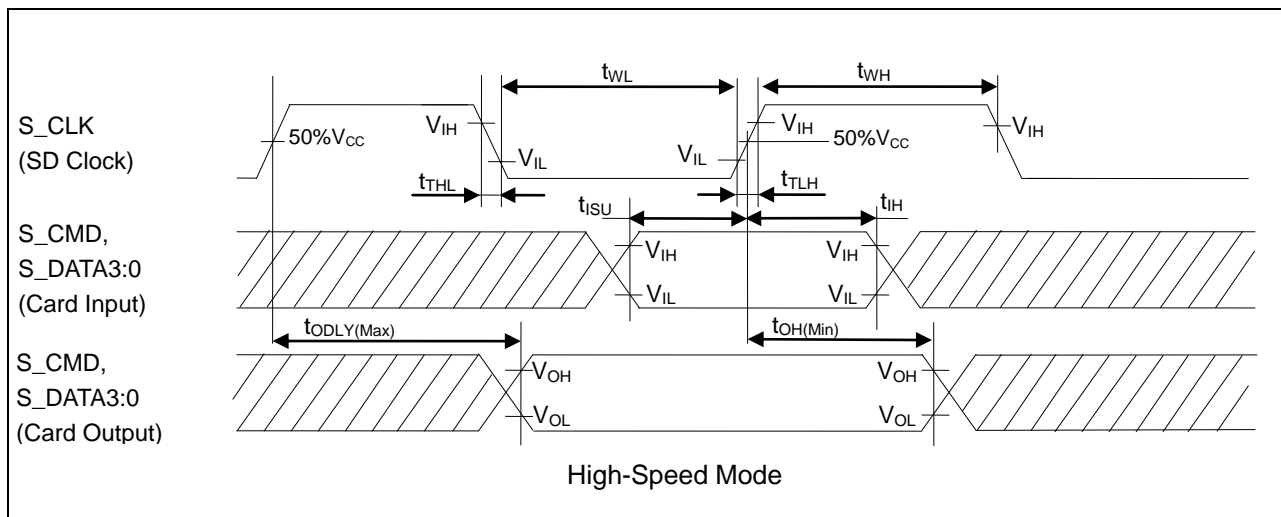 tWL
tWH
S_CLK
(SD Clock)
50%VCC
VIH
VIL
VIL
VIH
50%VCC
VIH
tTHL
tTLH
tISU
tIH
S_CMD,
S_DATA3:0
(Card Input)
VIH
VIL
VIH
VIL
tODLY(Max)
tOH(Min)
S_CMD,
S_DATA3:0
(Card Output)
VOH
VOL
VOH
VOL
High-Speed Mode